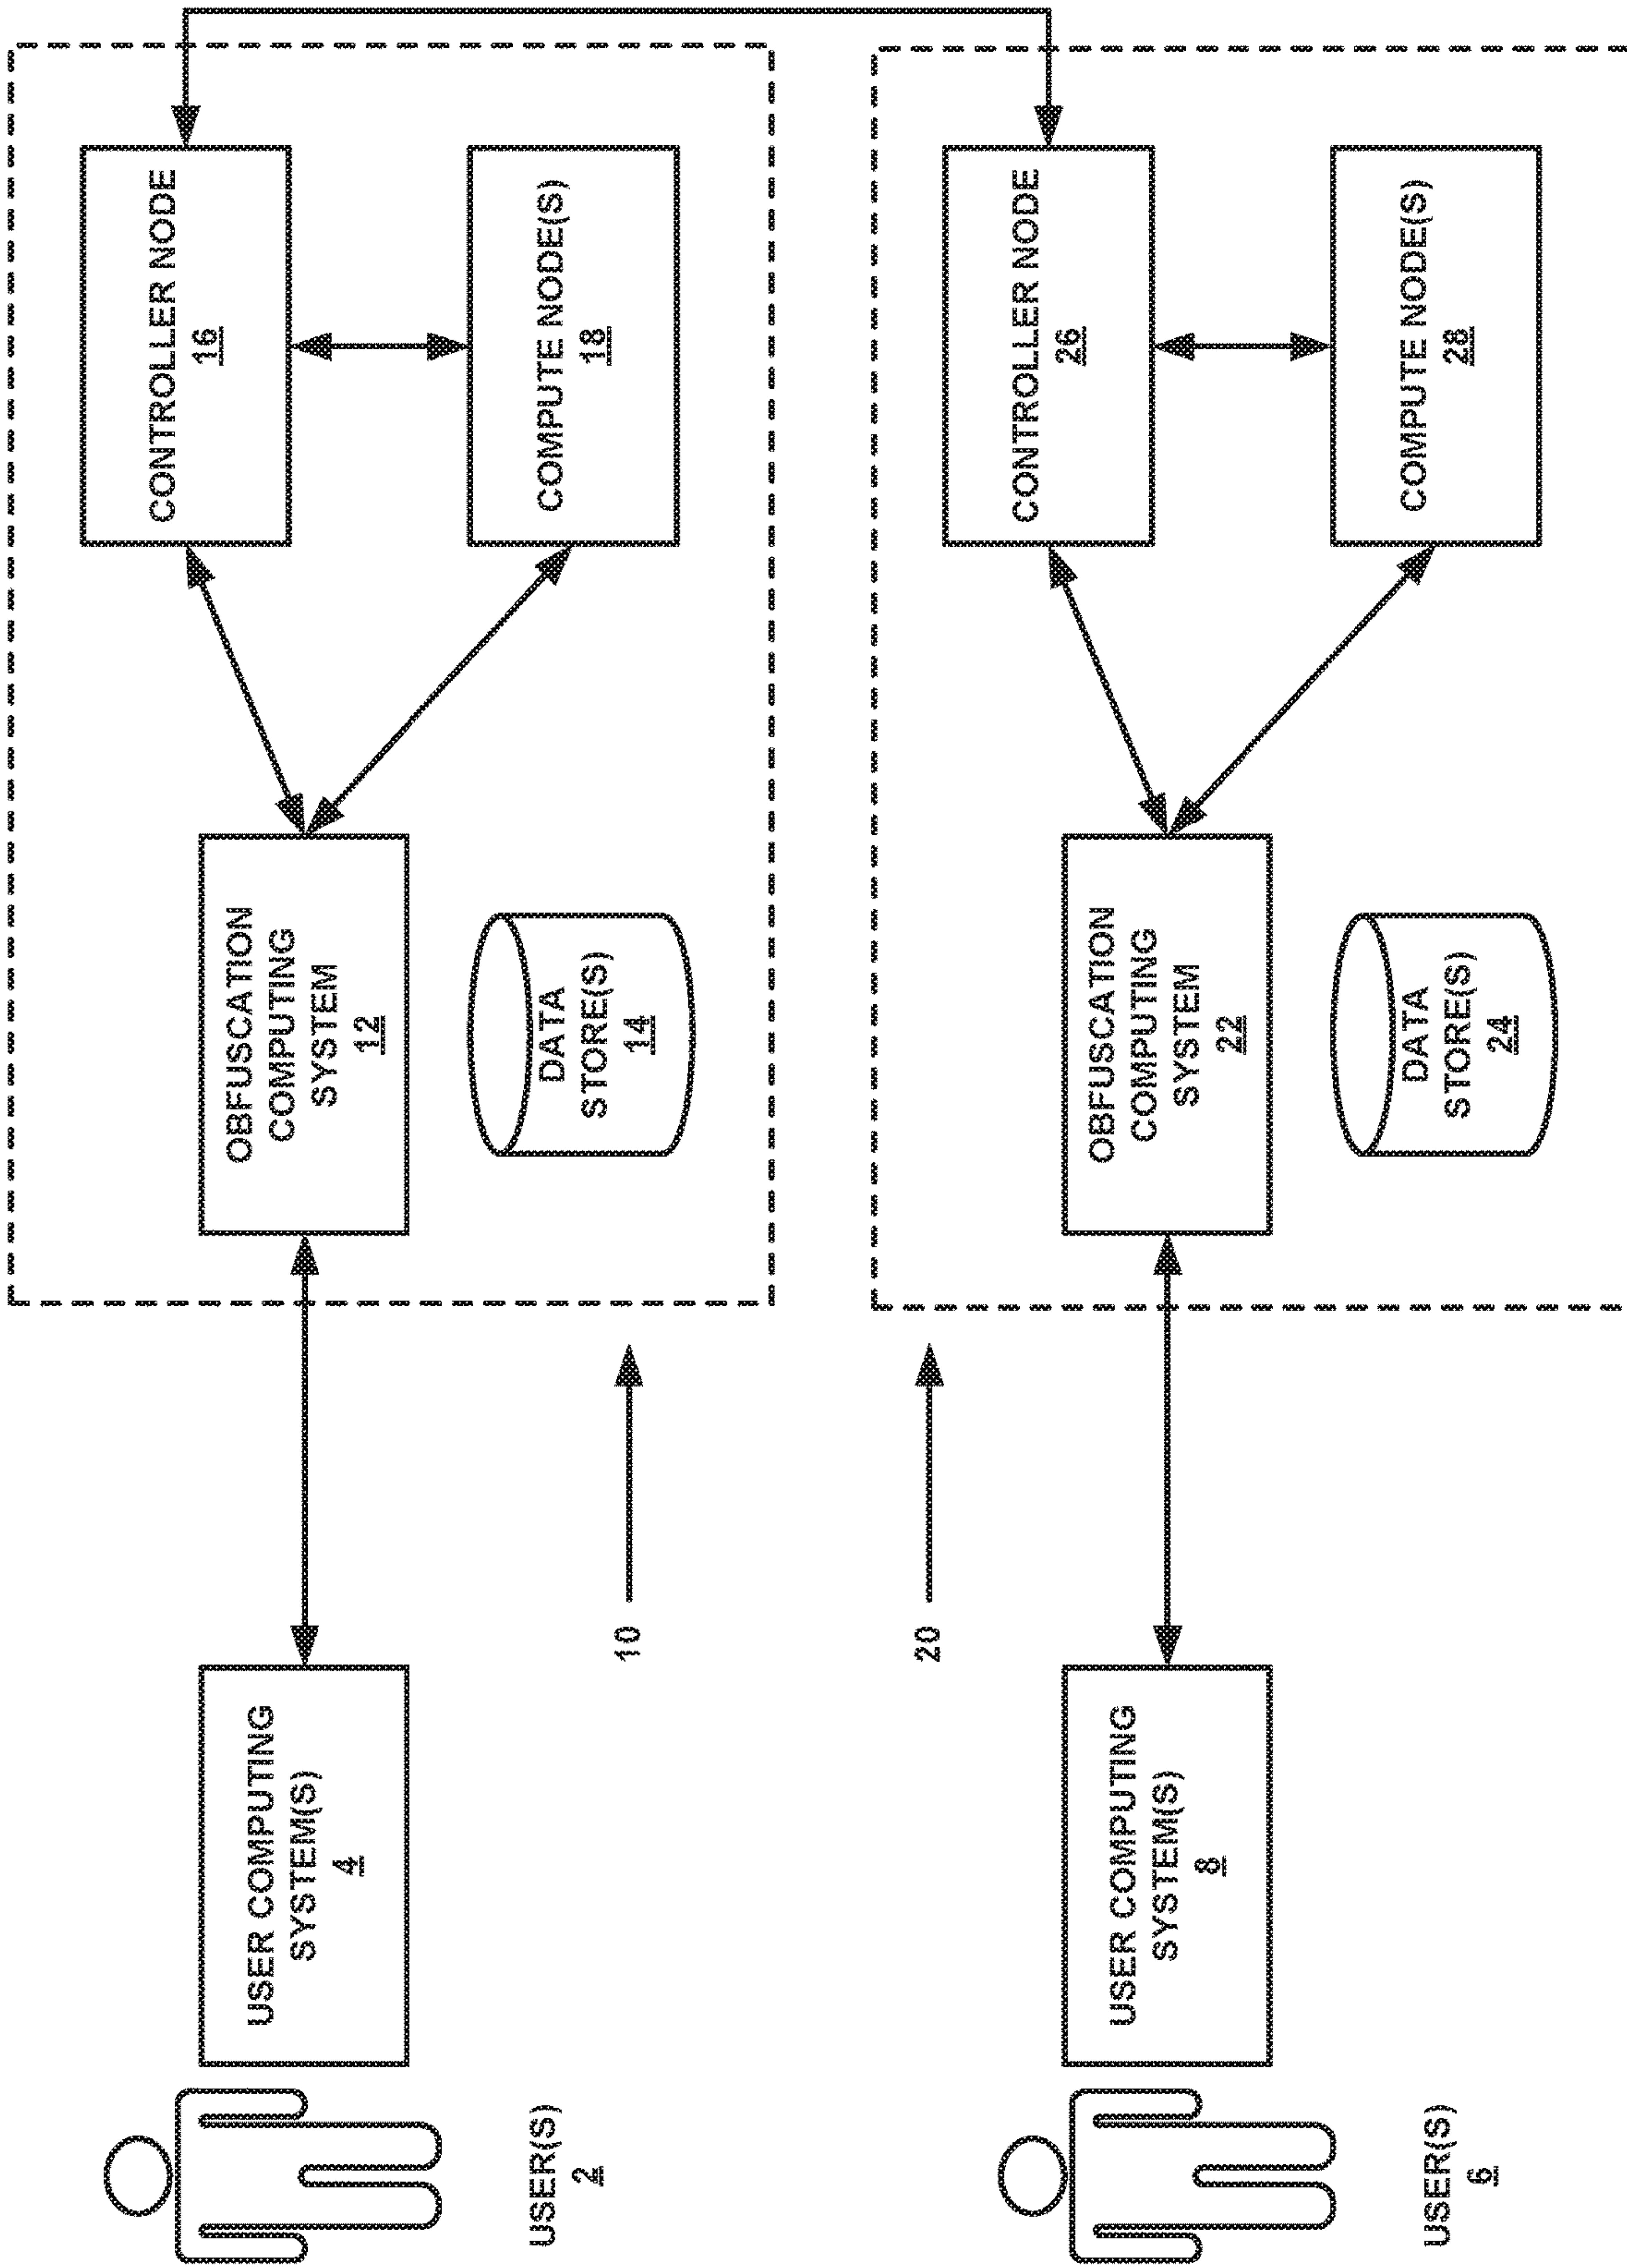 USER(S)
2
USER COMPUTING
SYSTEM(S)
4
10
OBFUSCATION
COMPUTING
SYSTEM
12
DATA
STORE(S)
14
CONTROLLER NODE
16
COMPUTE NODE(S)
18
USER(S)
6
USER COMPUTING
SYSTEM(S)
8
20
OBFUSCATION
COMPUTING
SYSTEM
22
DATA
STORE(S)
24
CONTROLLER NODE
26
COMPUTE NODE(S)
28